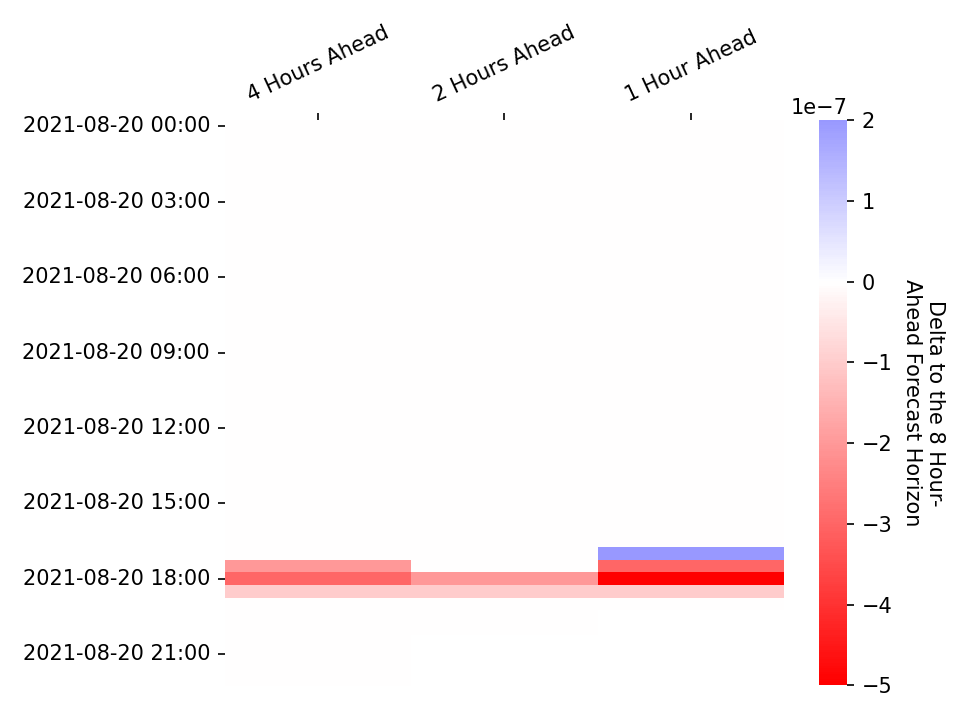 4 Hours Ahead
2 Hours Ahead
1 Hour Ahead
1e−7
2021-08-20 00:00
2021-08-20 03:00
2021-08-20 06:00
2021-08-20 09:00
2021-08-20 12:00
2021-08-20 15:00
2021-08-20 18:00
2021-08-20 21:00
2
1
0
−1
−2
−3
−4
−5
Delta to the 8 Hour-
Ahead Forecast Horizon